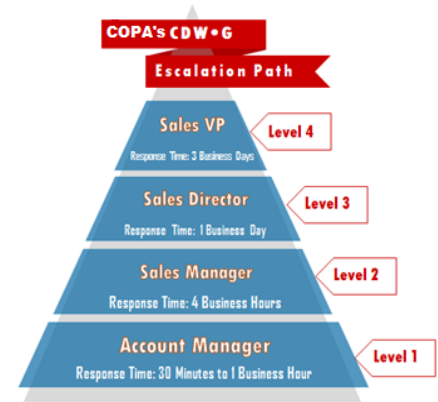 COPA's CDW•G
Escalation Path
Sales VP
Response Time: 3 Business Days
Level 4
Sales Director
Response Time: 1 Business Day
Level 3
Sales Manager
Response Time: 4 Business Hours
Level 2
Account Manager
Response Time: 30 Minutes to 1 Business Hour
Level 1